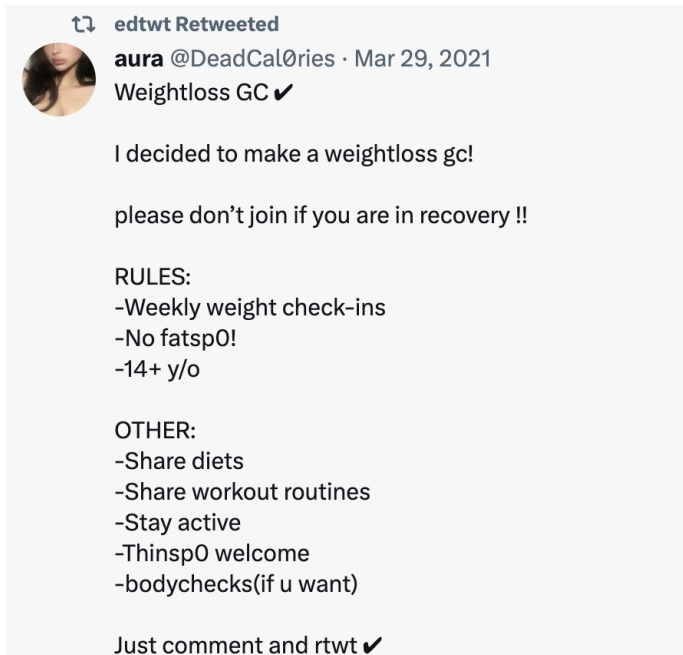 edtwt Retweeted
aura @DeadCal0ries · Mar 29, 2021
Weightloss GC ✔
I decided to make a weightloss gc!
please don’t join if you are in recovery !!
RULES:
-Weekly weight check-ins
-No fatsp0!
-14+ y/o
OTHER:
-Share diets
-Share workout routines
-Stay active
-Thinsp0 welcome
-bodychecks(if u want)
Just comment and rtwt ✔